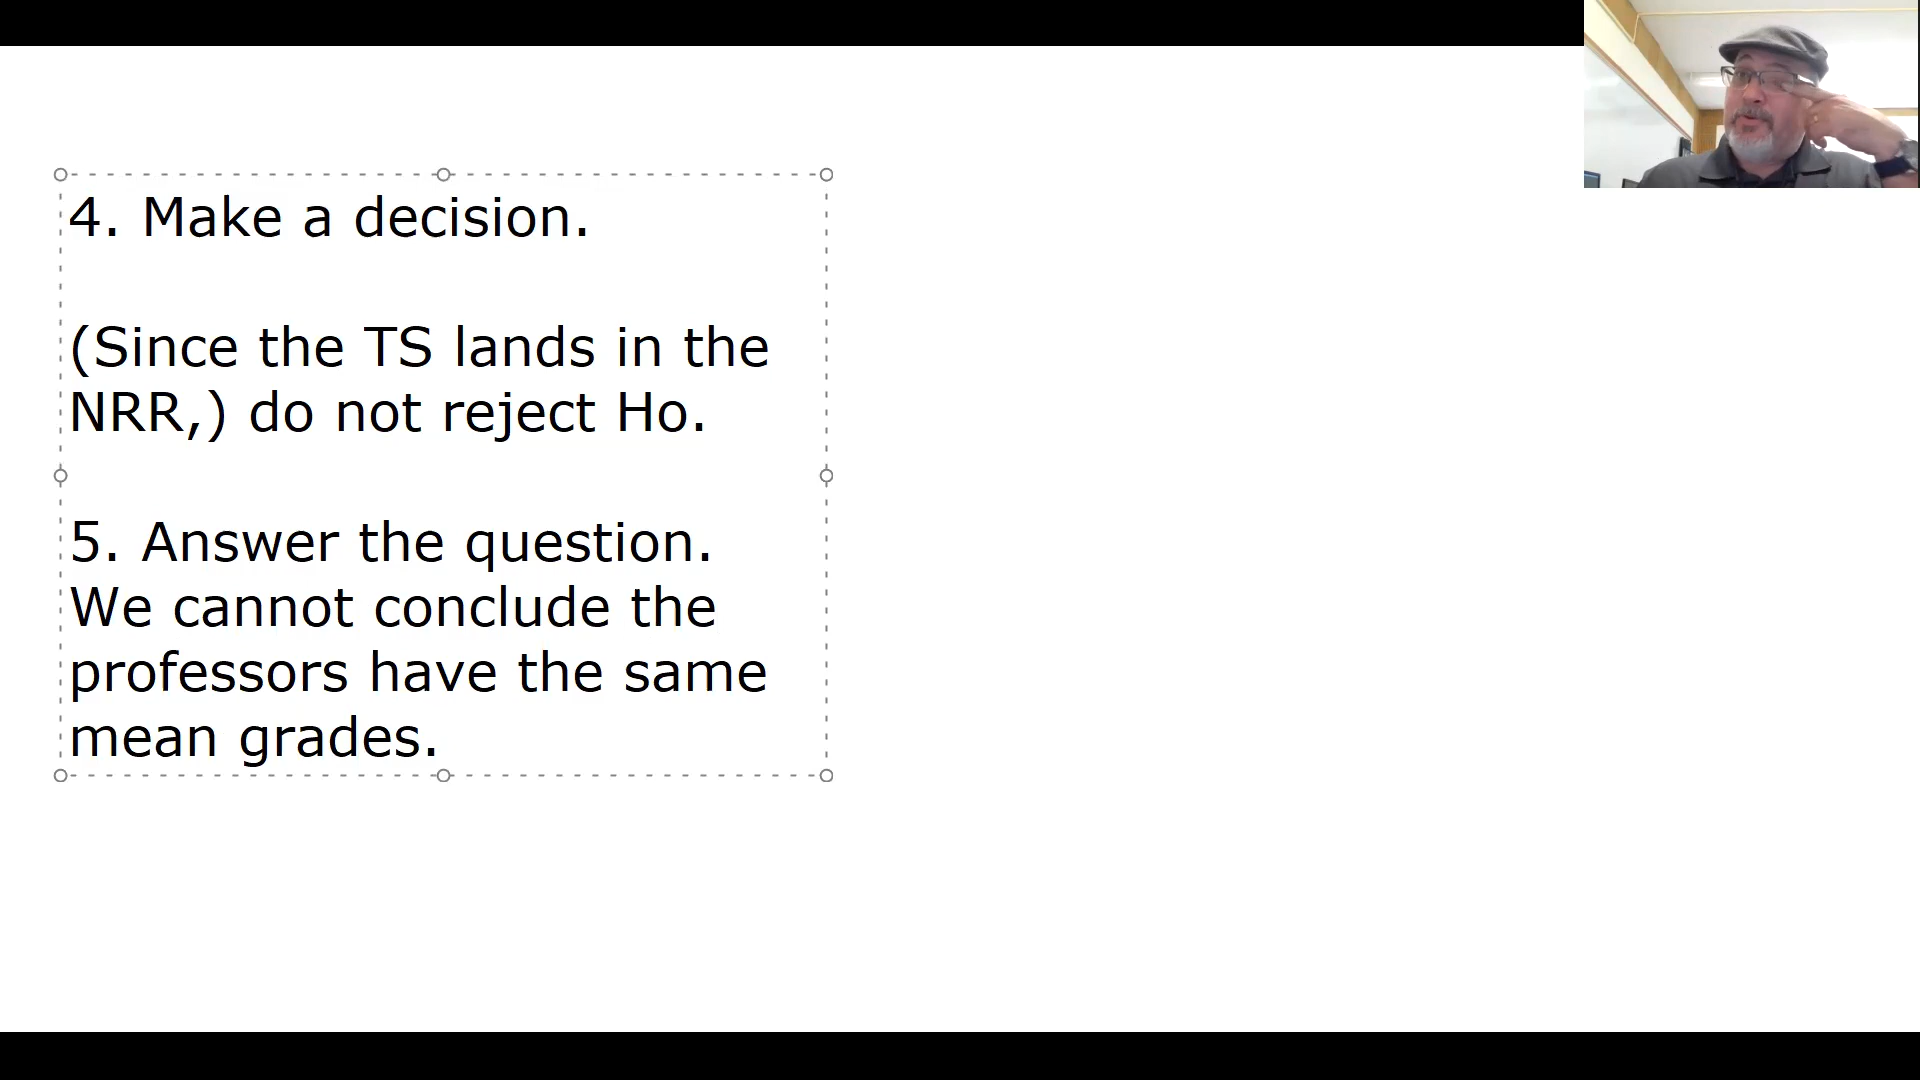 4. Make a decision.
(Since the TS lands in the
NRR,) do not reject Ho.
5. Answer the question.
We cannot conclude the
professors have the same
mean grades.